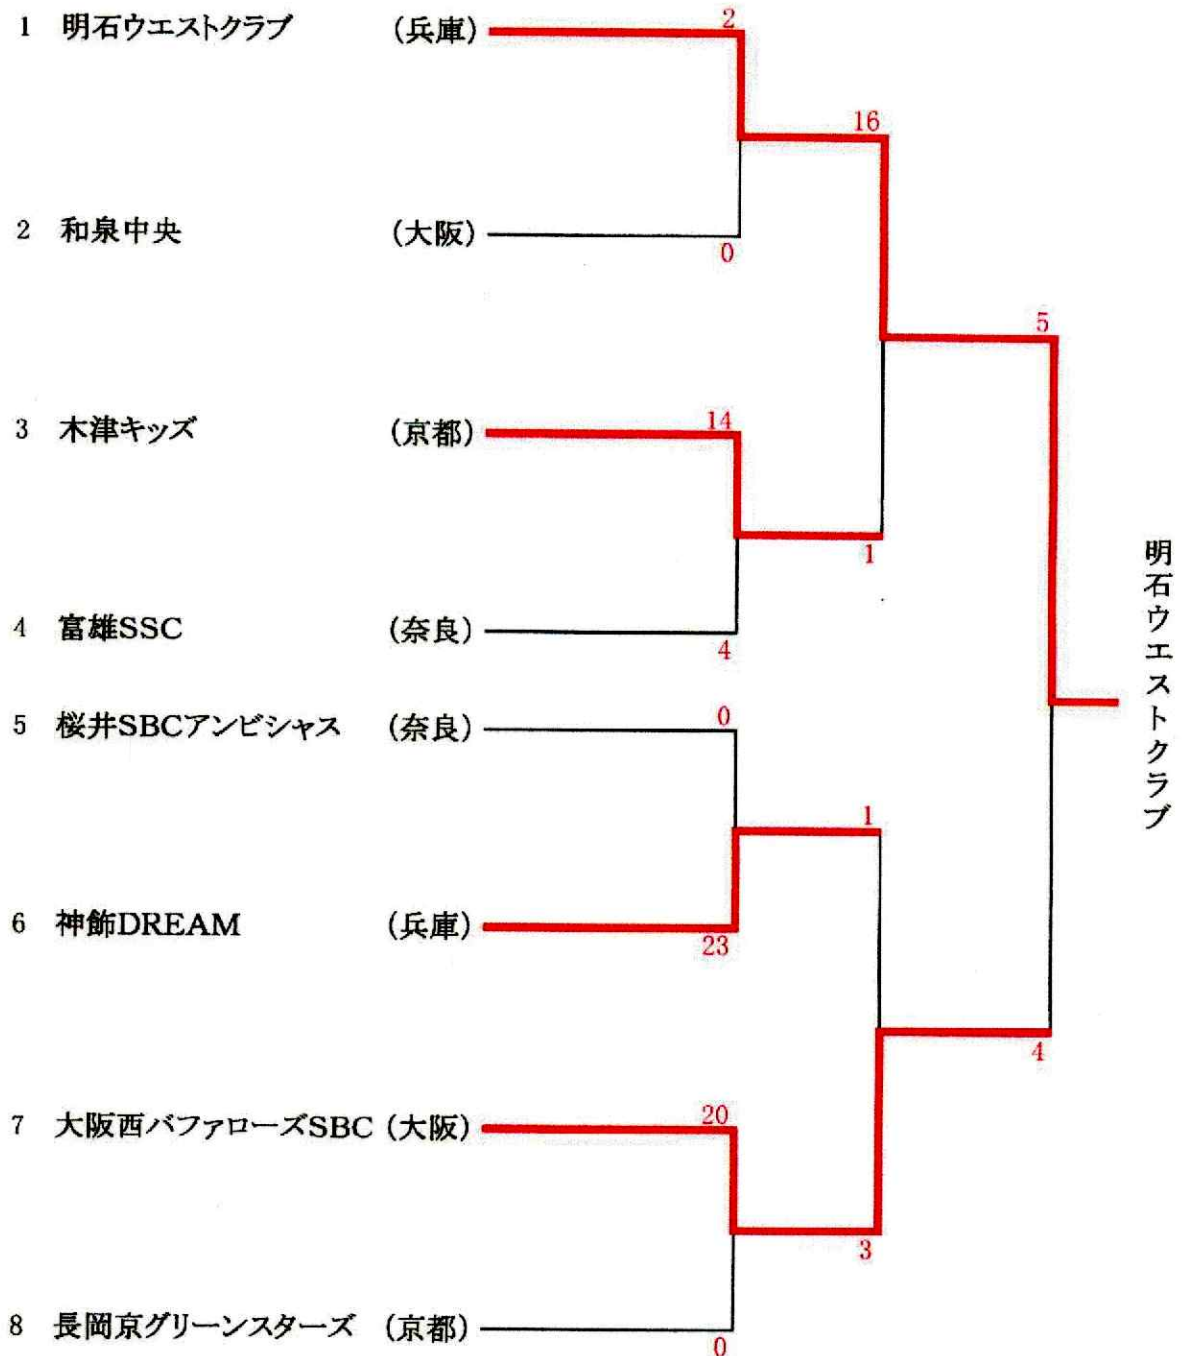 1 明石ウエストクラブ (兵庫) 2
16
2 和泉中央 (大阪) 0
5
3 木津キッズ (京都) 14
1
4 富雄SSC (奈良) 4
5 桜井SBCアンビシャス (奈良) 0
1
6 神飾DREAM (兵庫) 23
4
7 大阪西バファローズSBC (大阪) 20
3
8 長岡京グリーンスターズ (京都) 0
明石ウエストクラブ